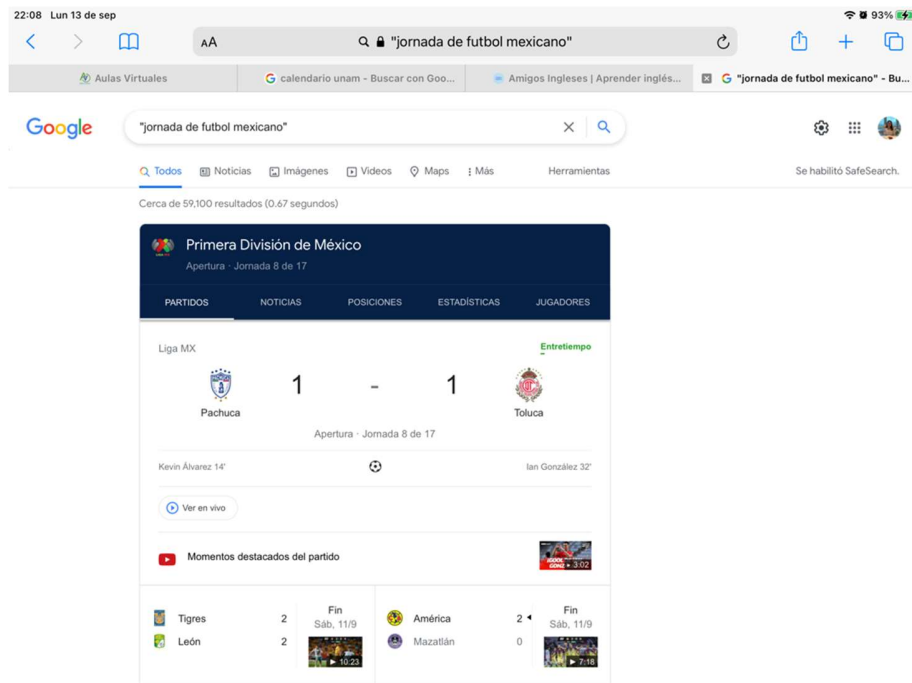 22:08 Lun 13 de sep 93%
AA "jornada de futbol mexicano"
Aulas Virtuales G calendario unam - Buscar con Goo... Amigos Ingleses | Aprender inglés... G "jornada de futbol mexicano" - Bu...
Google "jornada de futbol mexicano"
Todos Noticias Imágenes Videos Maps Más Herramientas Se habilitó SafeSearch.
Cerca de 59,100 resultados (0.67 segundos)
Primera División de México
Apertura · Jornada 8 de 17
PARTIDOS NOTICIAS POSICIONES ESTADÍSTICAS JUGADORES
Liga MX Entretiempo
1 - 1
Pachuca Toluca
Apertura · Jornada 8 de 17
Kevin Álvarez 14' Ian González 32'
Ver en vivo
Momentos destacados del partido 3:02
Fin Fin
Tigres 2 Sáb, 11/9 América 2 Sáb, 11/9
León 2 10:23 Mazatlán 0 7:18